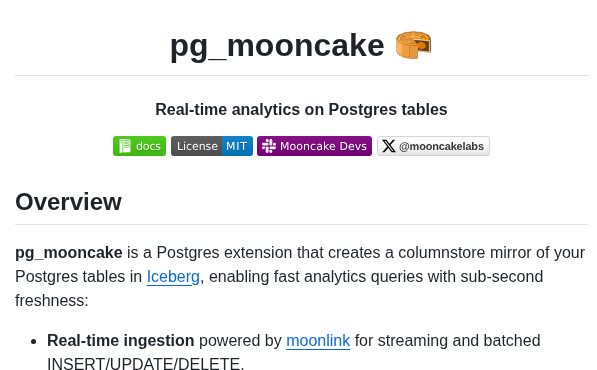 pg_mooncake 🥮
Real-time analytics on Postgres tables
docs License MIT Mooncake Devs @mooncakelabs
Overview
pg_mooncake is a Postgres extension that creates a columnstore mirror of your
Postgres tables in Iceberg, enabling fast analytics queries with sub-second
freshness:
• Real-time ingestion powered by moonlink for streaming and batched
INSERT/UPDATE/DELETE.